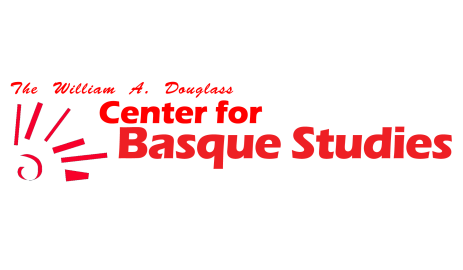 The William A. Douglass
Center for
Basque Studies